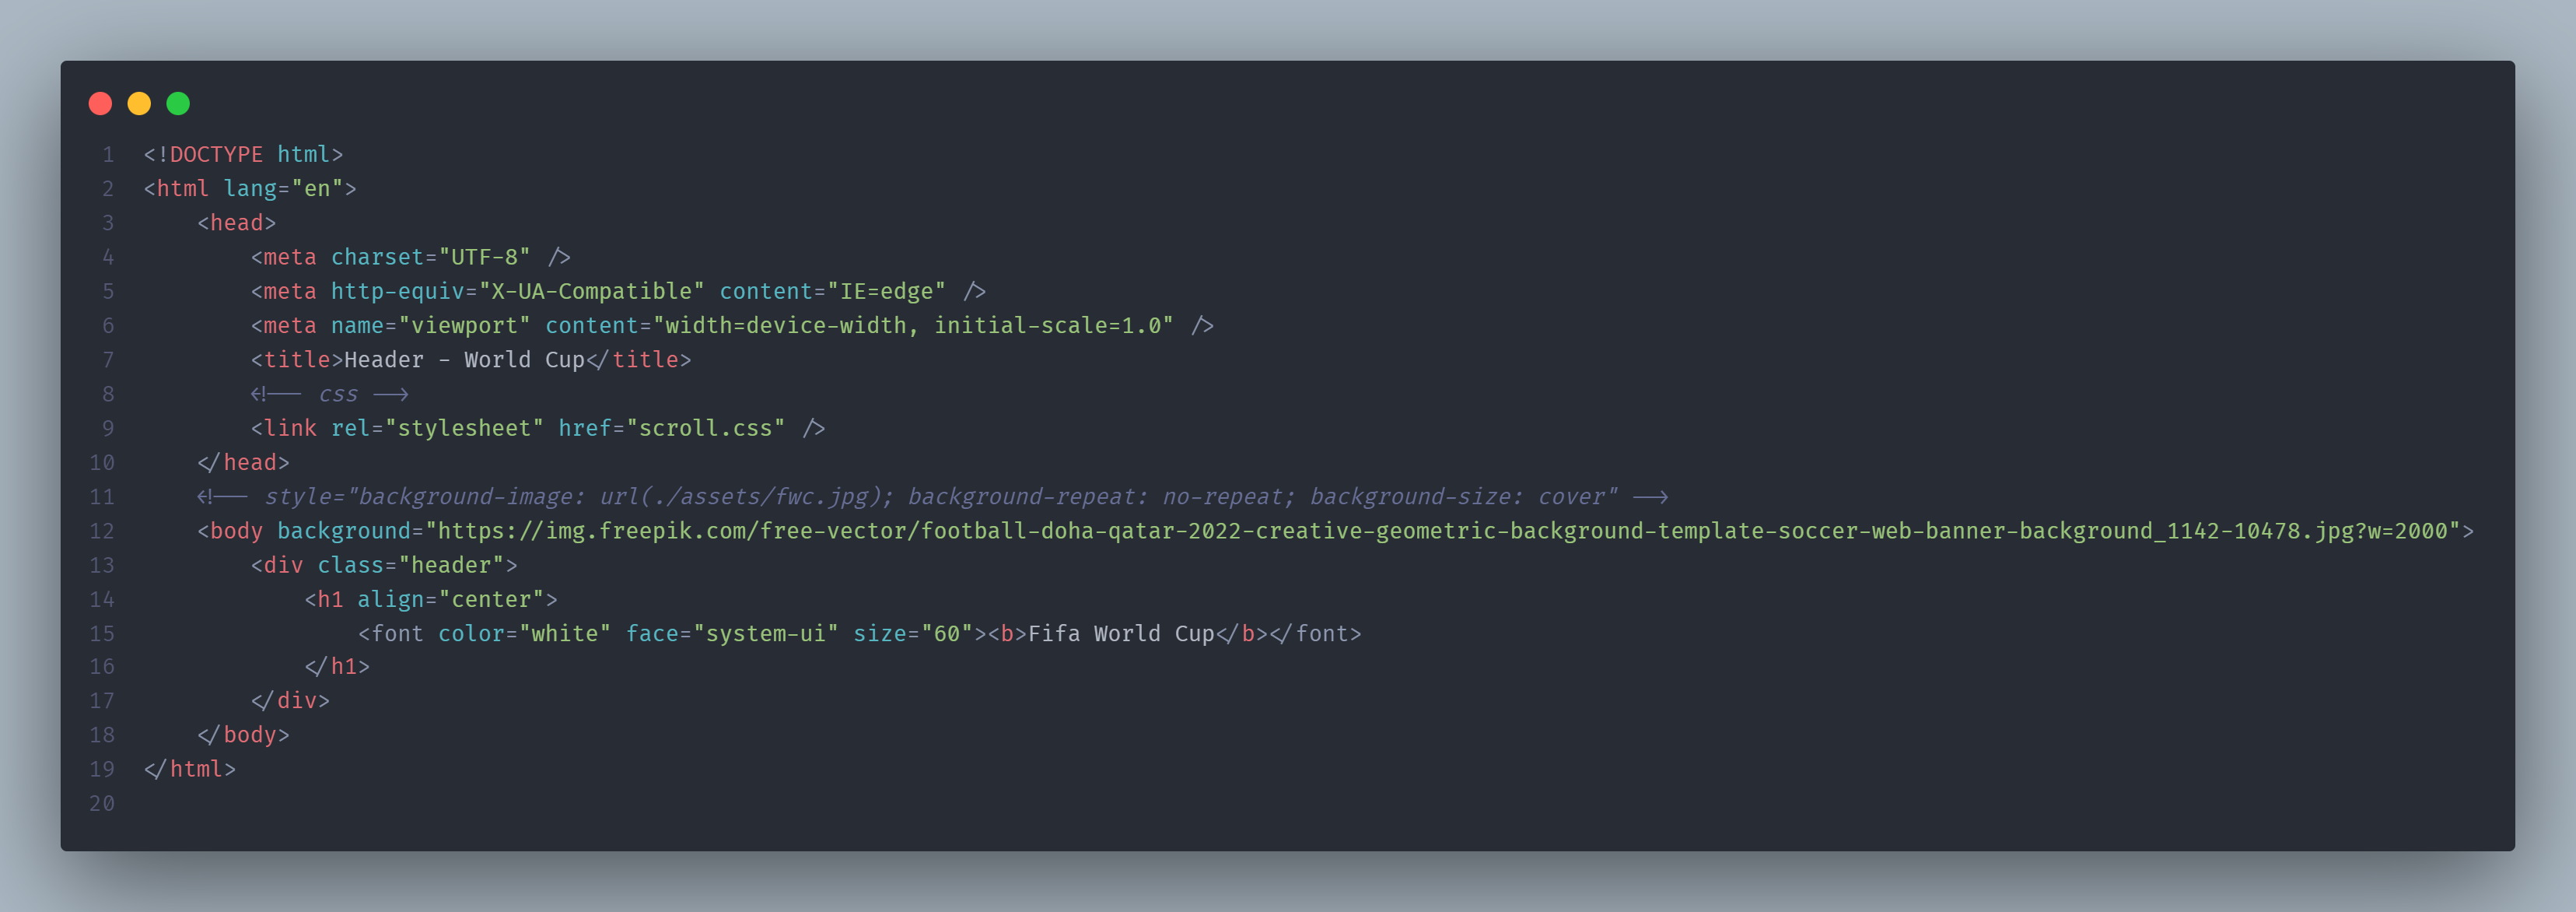 1 <!DOCTYPE html>
2 <html lang="en">
3     <head>
4         <meta charset="UTF-8" />
5         <meta http-equiv="X-UA-Compatible" content="IE=edge" />
6         <meta name="viewport" content="width=device-width, initial-scale=1.0" />
7         <title>Header - World Cup</title>
8         <!-- css -->
9         <link rel="stylesheet" href="scroll.css" />
10     </head>
11     <!-- style="background-image: url(./assets/fwc.jpg); background-repeat: no-repeat; background-size: cover" -->
12     <body background="https://img.freepik.com/free-vector/football-doha-qatar-2022-creative-geometric-background-template-soccer-web-banner-background_1142-10478.jpg?w=2000">
13         <div class="header">
14             <h1 align="center">
15                 <font color="white" face="system-ui" size="60"><b>Fifa World Cup</b></font>
16             </h1>
17         </div>
18     </body>
19 </html>
20